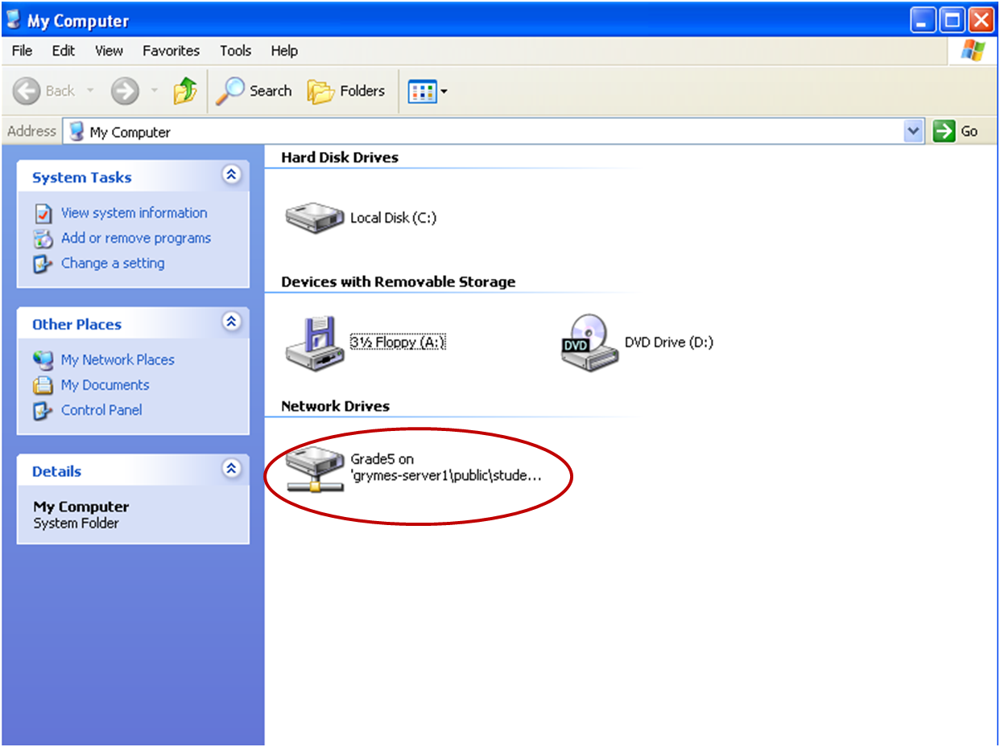 My Computer
File Edit View Favorites Tools Help
Back Search Folders
Address My Computer Go
System Tasks
View system information
Add or remove programs
Change a setting
Other Places
My Network Places
My Documents
Control Panel
Details
My Computer
System Folder
Hard Disk Drives
Local Disk (C:)
Devices with Removable Storage
3½ Floppy (A:)
DVD Drive (D:)
DVD
Network Drives
Grade5 on
'grymes-server1\public\stude...